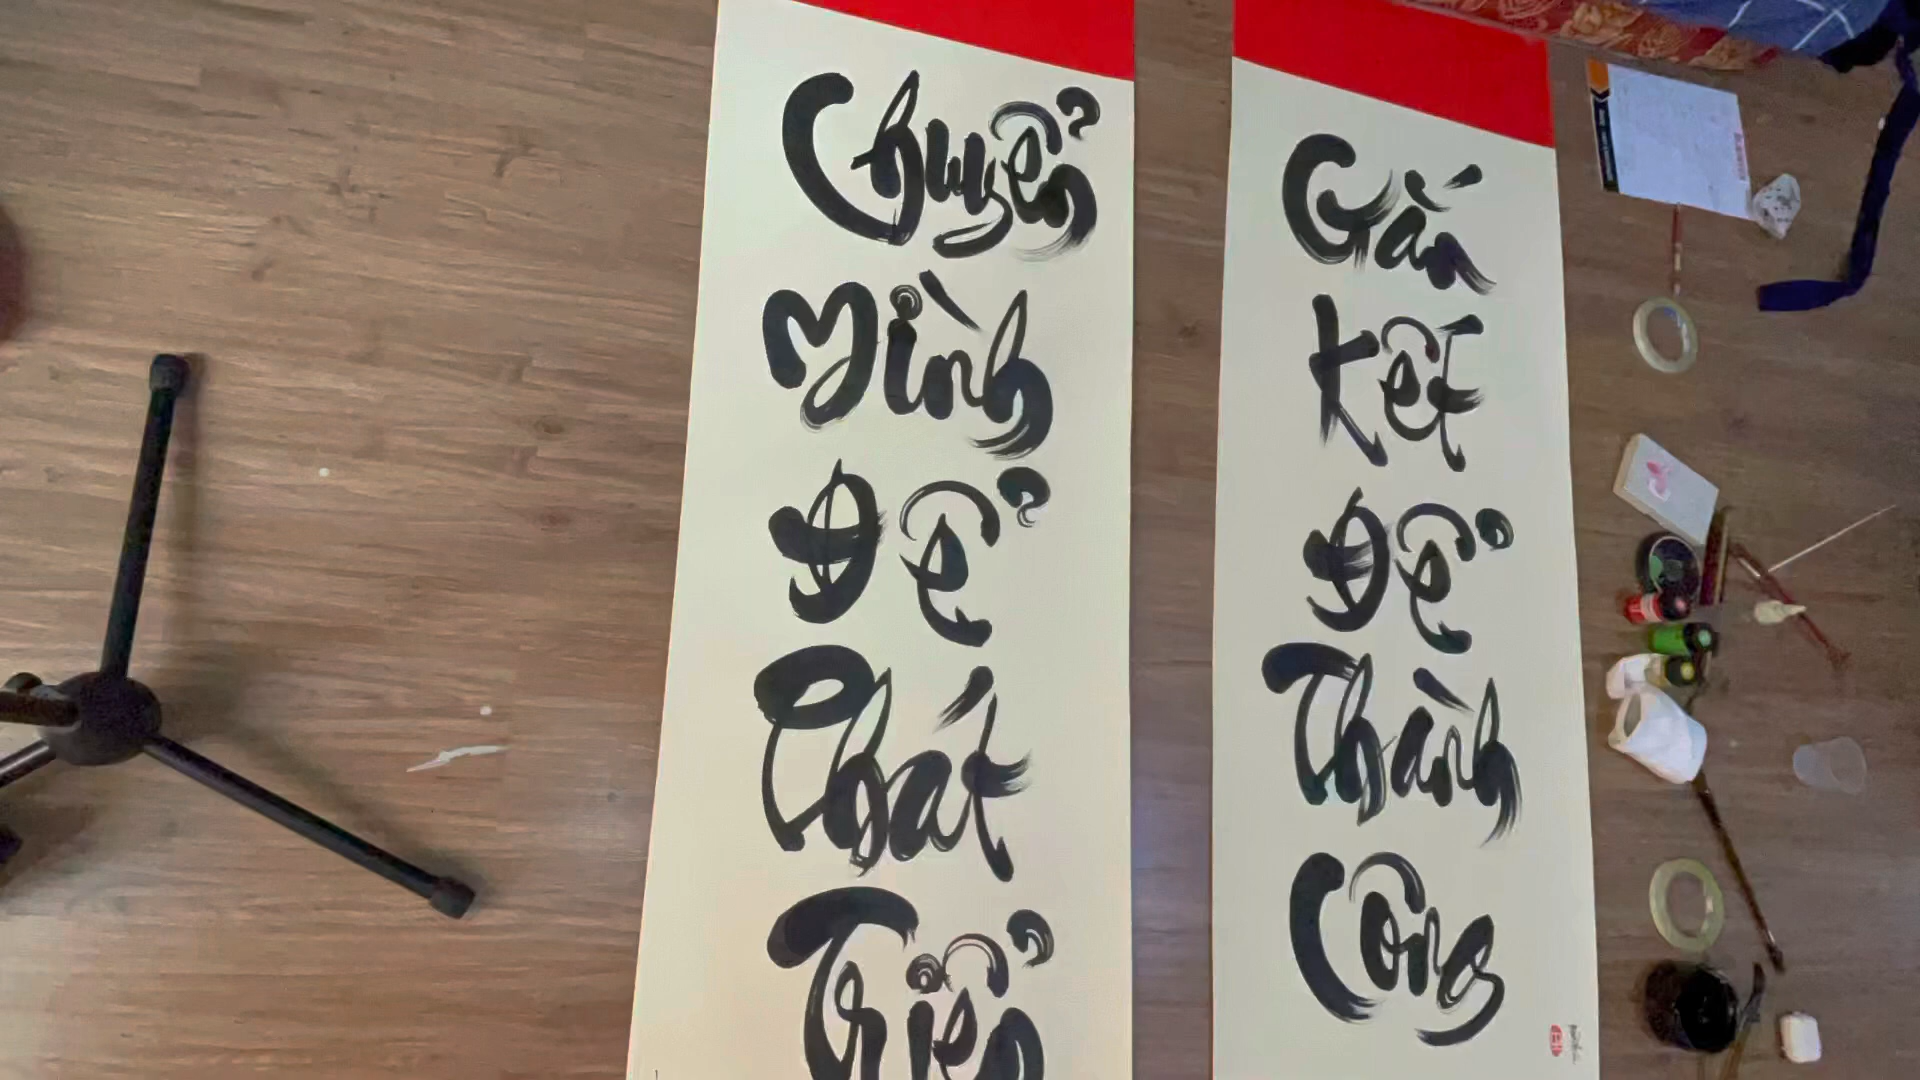 Chuyển
Mình
Để
Phát
Triển
Gắn
Kết
Để
Thành
Công